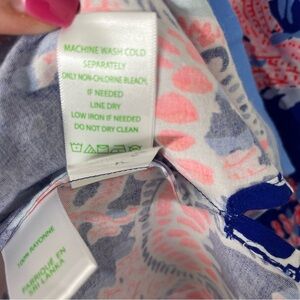 MACHINE WASH COLD
SEPARATELY
ONLY NON-CHLORINE BLEACH,
IF NEEDED
LINE DRY
LOW IRON IF NEEDED
DO NOT DRY CLEAN
100% RAYONNE
FABRIQUÉ EN
SRI LANKA